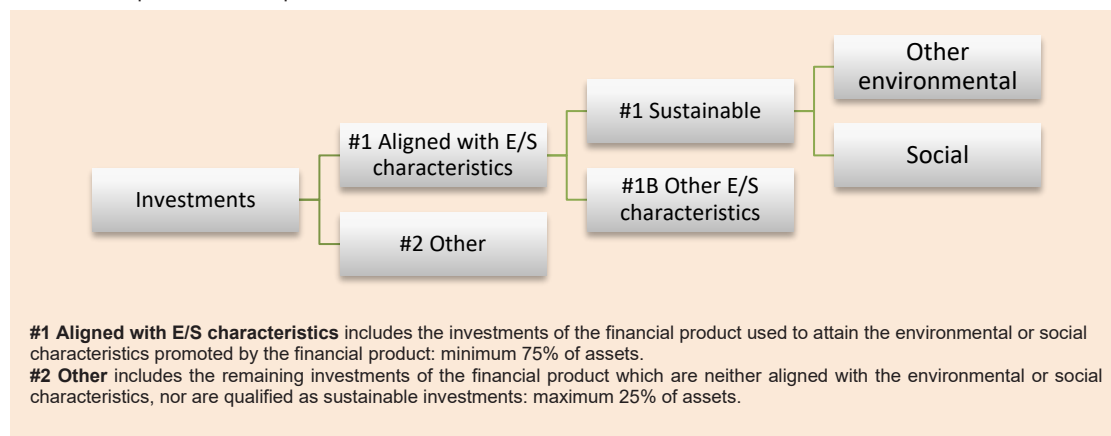 Other
environmental
#1 Sustainable
#1 Aligned with E/S
characteristics
Social
Investments
#1B Other E/S
characteristics
#2 Other
#1 Aligned with E/S characteristics includes the investments of the financial product used to attain the environmental or social
characteristics promoted by the financial product: minimum 75% of assets.
#2 Other includes the remaining investments of the financial product which are neither aligned with the environmental or social
characteristics, nor are qualified as sustainable investments: maximum 25% of assets.